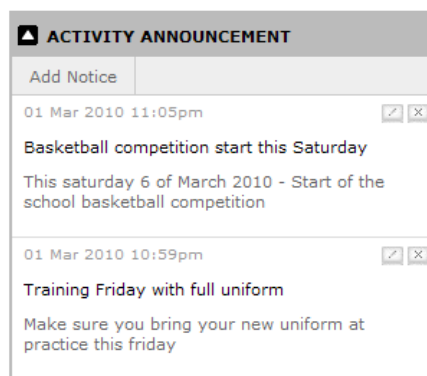 ACTIVITY ANNOUNCEMENT
Add Notice
01 Mar 2010 11:05pm
Basketball competition start this Saturday
This saturday 6 of March 2010 - Start of the
school basketball competition
01 Mar 2010 10:59pm
Training Friday with full uniform
Make sure you bring your new uniform at
practice this friday